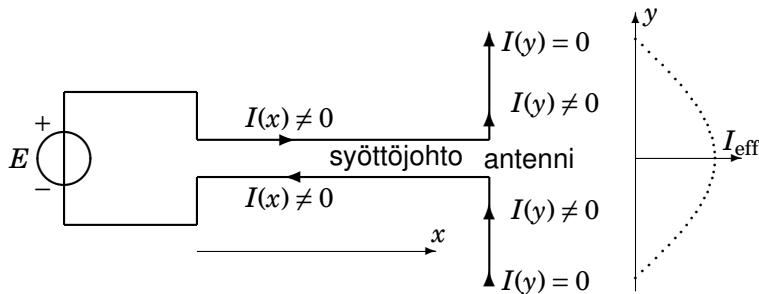 y
I(y) = 0
I(x) ≠ 0
I(y) ≠ 0
+
E
−
syöttöjohto antenni
I_eff
I(x) ≠ 0
I(y) ≠ 0
x
I(y) = 0